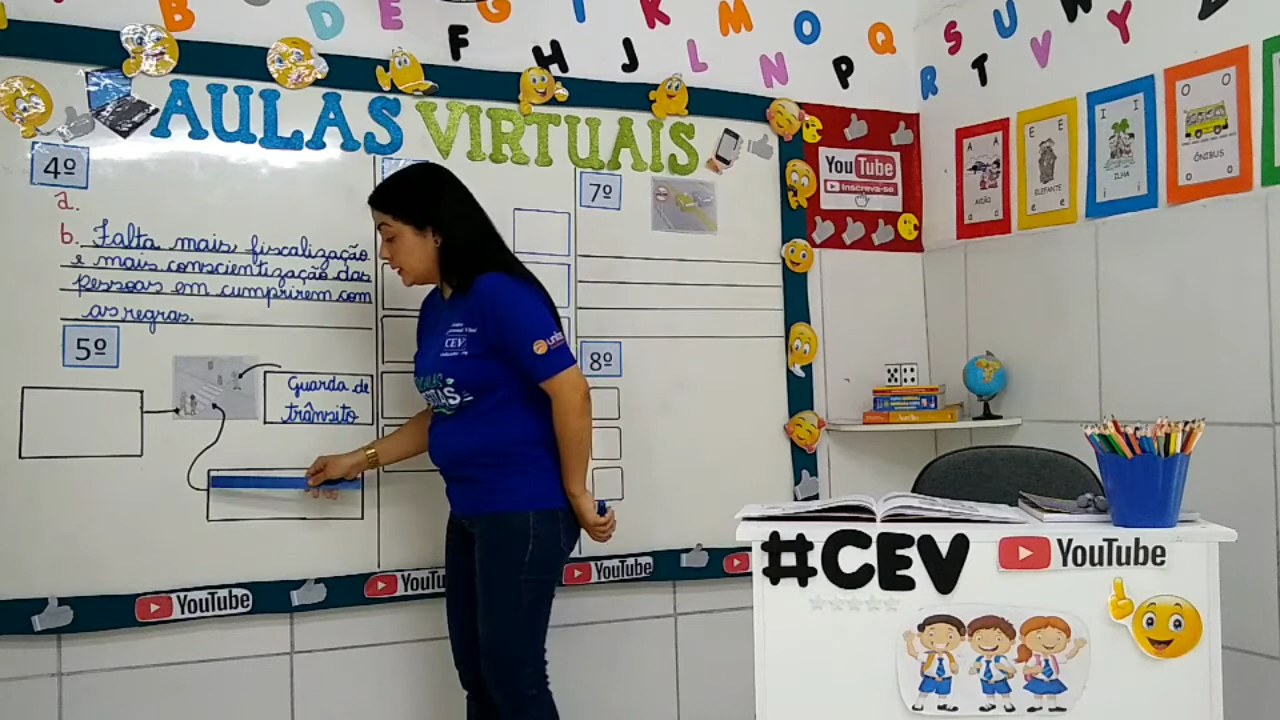 B D E G I K M O Q S U Y Z
F H J L N P R T V
AULAS VIRTUAIS
4º
a.
b. Falta mais fiscalização
e mais conscientização das
pessoas em cumprirem com
as regras.
5º
Guarda de
trânsito
7º
8º
YouTube
Inscreva-se
A A
AVIÃO
a a
E E
ELEFANTE
e e
I I
ILHA
i i
O O
ÔNIBUS
o o
CEV
YouTube
YouTube
YouTube
#CEV
YouTube